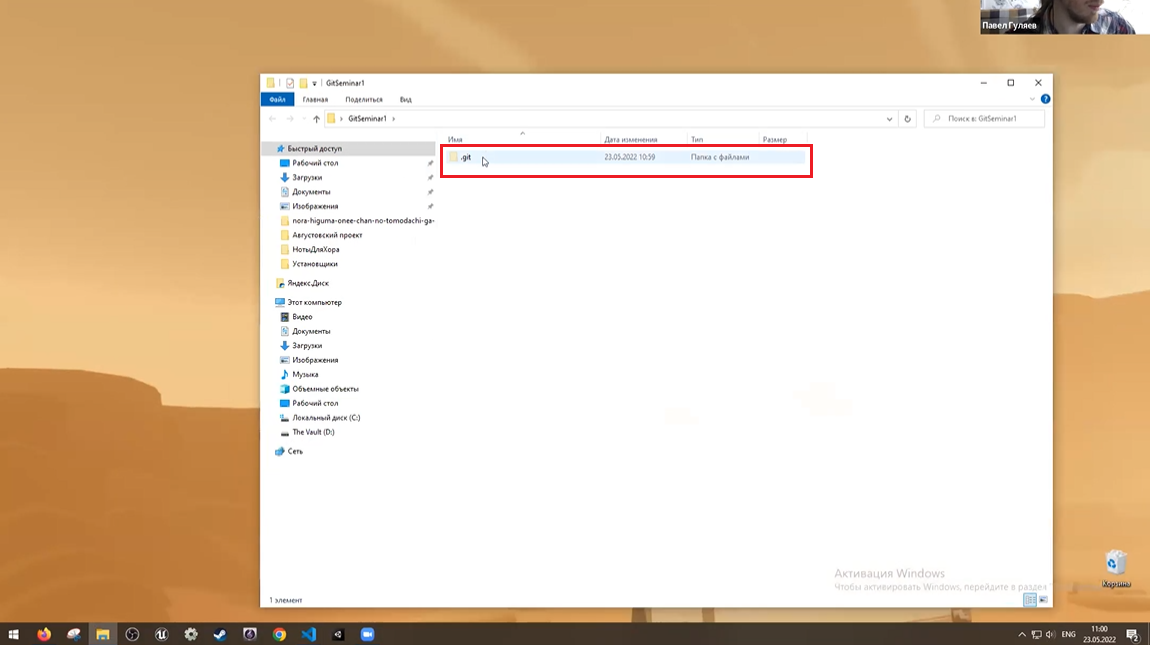 Павел Гуляев
GitSeminar1
Файл Главная Поделиться Вид
GitSeminar1
Поиск в: GitSeminar1
Имя Дата изменения Тип Размер
.git 23.05.2022 10:59 Папка с файлами
Быстрый доступ
Рабочий стол
Загрузки
Документы
Изображения
nora-higuma-onee-chan-no-tomodachi-ga-
Августовский проект
НотыДляХора
Установщики
Яндекс.Диск
Этот компьютер
Видео
Документы
Загрузки
Изображения
Музыка
Объемные объекты
Рабочий стол
Локальный диск (C:)
The Vault (D:)
Сеть
Активация Windows
Чтобы активировать Windows, перейдите в раздел
Корзина
1 элемент
ENG
11:00
23.05.2022
2